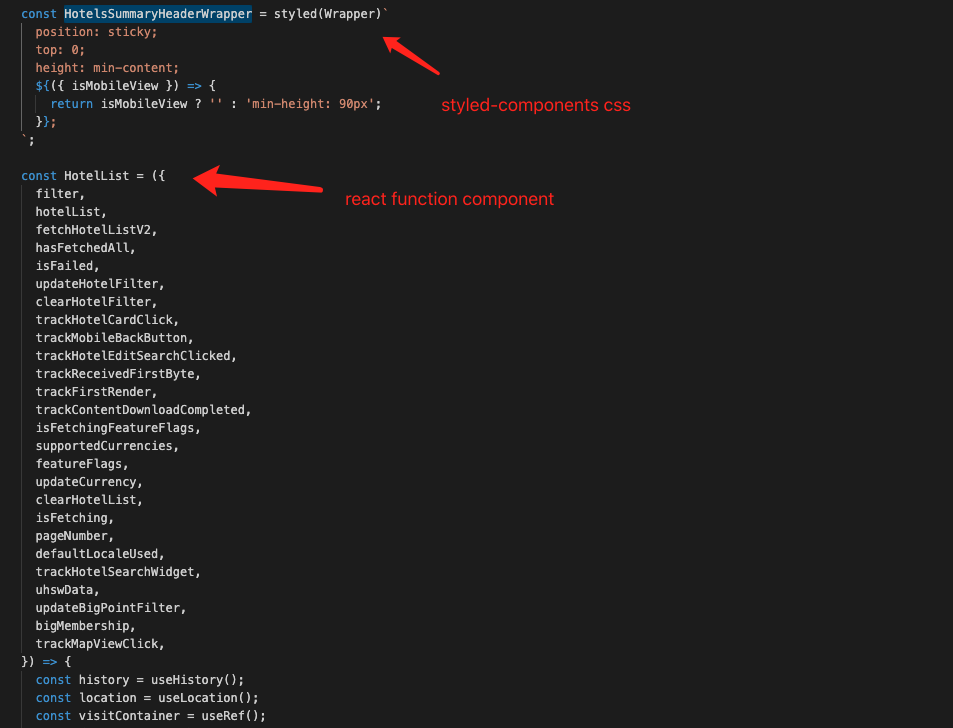 const HotelsSummaryHeaderWrapper = styled(Wrapper)`
  position: sticky;
  top: 0;
  height: min-content;
  ${({ isMobileView }) => {
    return isMobileView ? '' : 'min-height: 90px';
  }};
`;
styled-components css
const HotelList = ({
react function component
  filter,
  hotelList,
  fetchHotelListV2,
  hasFetchedAll,
  isFailed,
  updateHotelFilter,
  clearHotelFilter,
  trackHotelCardClick,
  trackMobileBackButton,
  trackHotelEditSearchClicked,
  trackReceivedFirstByte,
  trackFirstRender,
  trackContentDownloadCompleted,
  isFetchingFeatureFlags,
  supportedCurrencies,
  featureFlags,
  updateCurrency,
  clearHotelList,
  isFetching,
  pageNumber,
  defaultLocaleUsed,
  trackHotelSearchWidget,
  uhswData,
  updateBigPointFilter,
  bigMembership,
  trackMapViewClick,
}) => {
  const history = useHistory();
  const location = useLocation();
  const visitContainer = useRef();